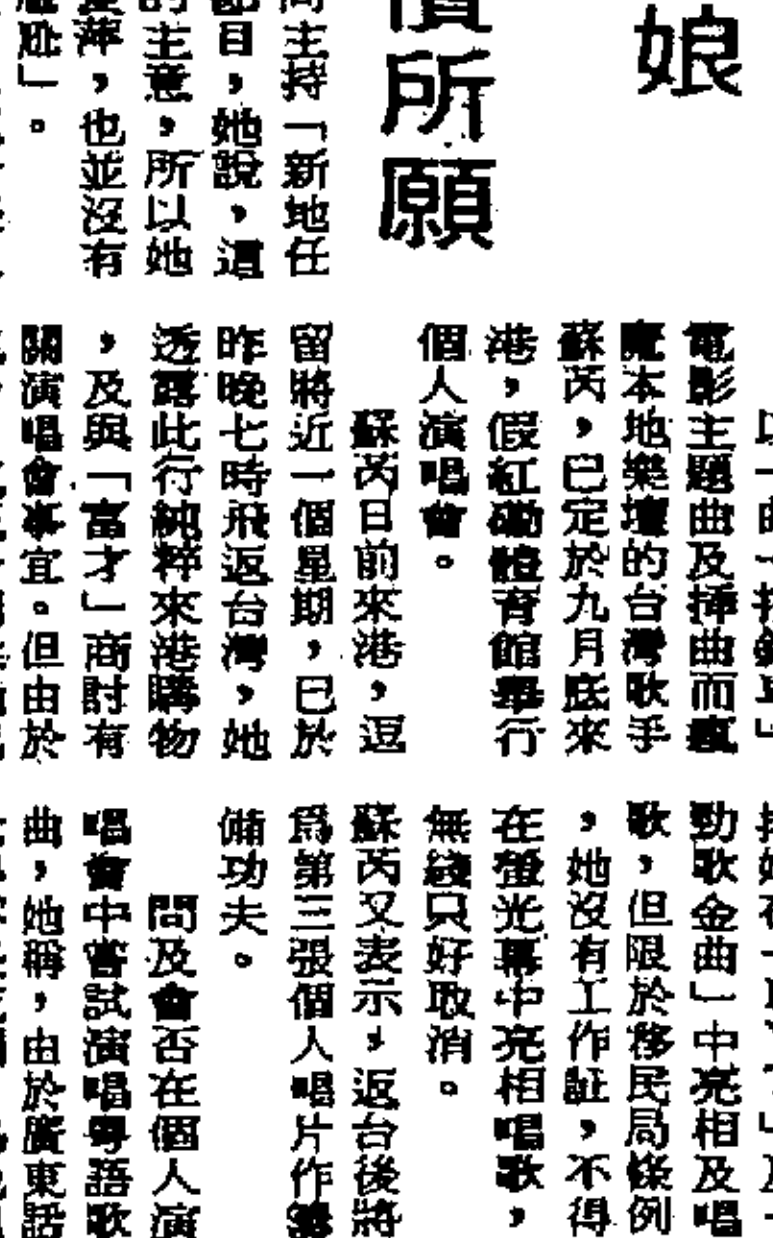 娘
償所願
主持「新地任
節目，她說，這
的主意，所以她
萍，也並沒有
尷尬」。
電影主題曲及挿曲而瘋
魔本地樂壇的台灣歌手
蘇芮，已定於九月底來
港，假紅磡體育館舉行
個人演唱會。
蘇芮日前來港，逗
留將近一個星期，已於
昨晚七時飛返台灣，她
透露此行純粹來港購物
，及與「富才」商討有
關演唱會事宜。但由於
勁歌金曲」中亮相及唱
歌，但限於移民局條例
，她沒有工作証，不得
在螢光幕中亮相唱歌，
無綫只好取消。
蘇芮又表示，返台後將
爲第三張個人唱片作籌
備功夫。
問及會否在個人演
唱會中嘗試演唱粤語歌
曲，她稱，由於廣東話